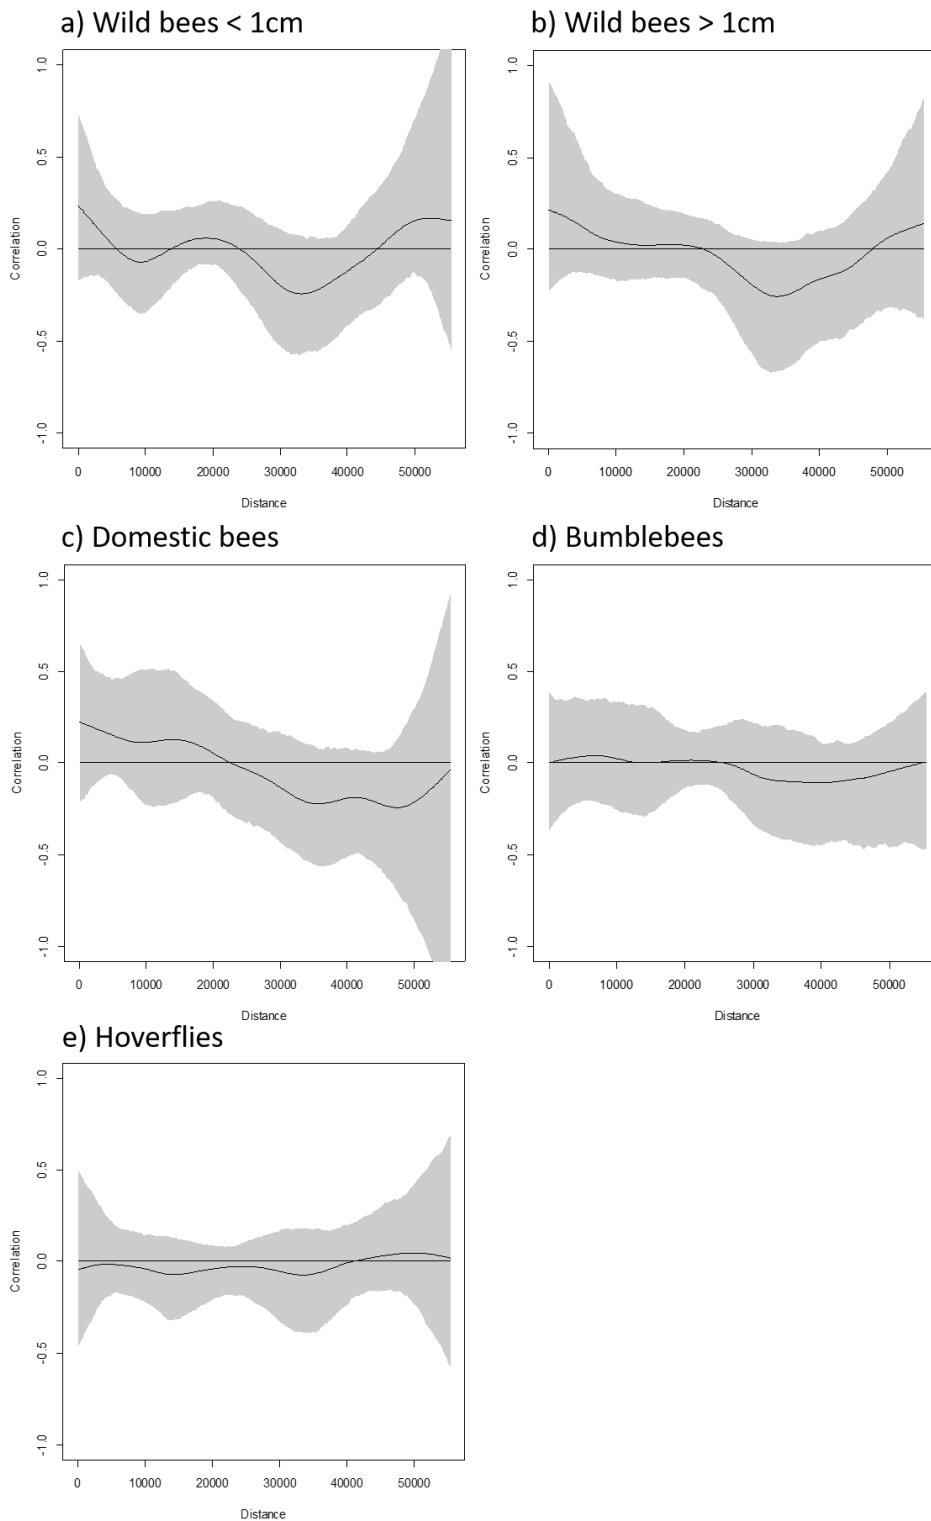 a) Wild bees < 1cm
1.0
0.5
0.0
-0.5
-1.0
Correlation
0 10000 20000 30000 40000 50000
Distance
b) Wild bees > 1cm
1.0
0.5
0.0
-0.5
-1.0
Correlation
0 10000 20000 30000 40000 50000
Distance
c) Domestic bees
1.0
0.5
0.0
-0.5
-1.0
Correlation
0 10000 20000 30000 40000 50000
Distance
d) Bumblebees
1.0
0.5
0.0
-0.5
-1.0
Correlation
0 10000 20000 30000 40000 50000
Distance
e) Hoverflies
1.0
0.5
0.0
-0.5
-1.0
Correlation
0 10000 20000 30000 40000 50000
Distance